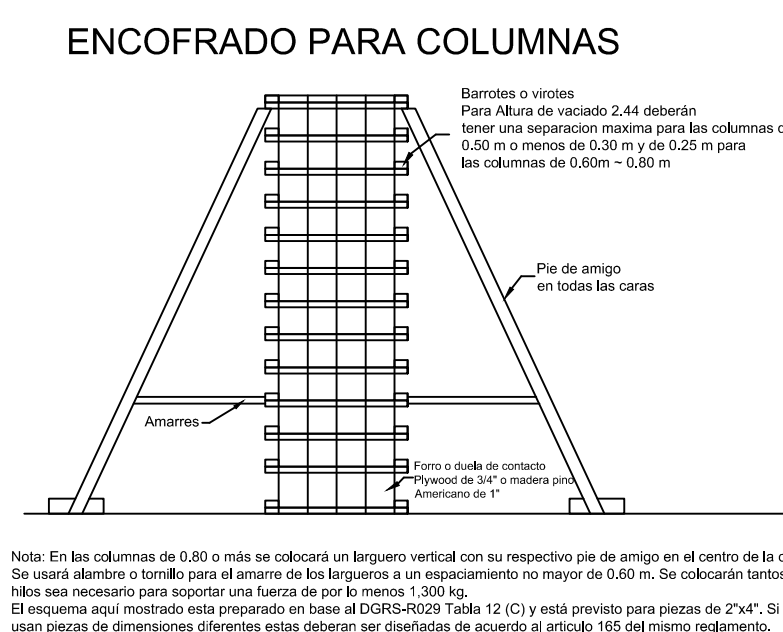 ENCOFRADO PARA COLUMNAS
Barrotes o virotes
Para Altura de vaciado 2.44 deberán
tener una separacion maxima para las columnas d
0.50 m o menos de 0.30 m y de 0.25 m para
las columnas de 0.60m ~ 0.80 m
Pie de amigo
en todas las caras
Amarres
Forro o duela de contacto
Plywood de 3/4" o madera pino
Americano de 1"
Nota: En las columnas de 0.80 o más se colocará un larguero vertical con su respectivo pie de amigo en el centro de la c
Se usará alambre o tornillo para el amarre de los largueros a un espaciamiento no mayor de 0.60 m. Se colocarán tantos
hilos sea necesario para soportar una fuerza de por lo menos 1,300 kg.
El esquema aquí mostrado esta preparado en base al DGRS-R029 Tabla 12 (C) y está previsto para piezas de 2"x4". Si
usan piezas de dimensiones diferentes estas deberan ser diseñadas de acuerdo al articulo 165 del mismo reglamento.